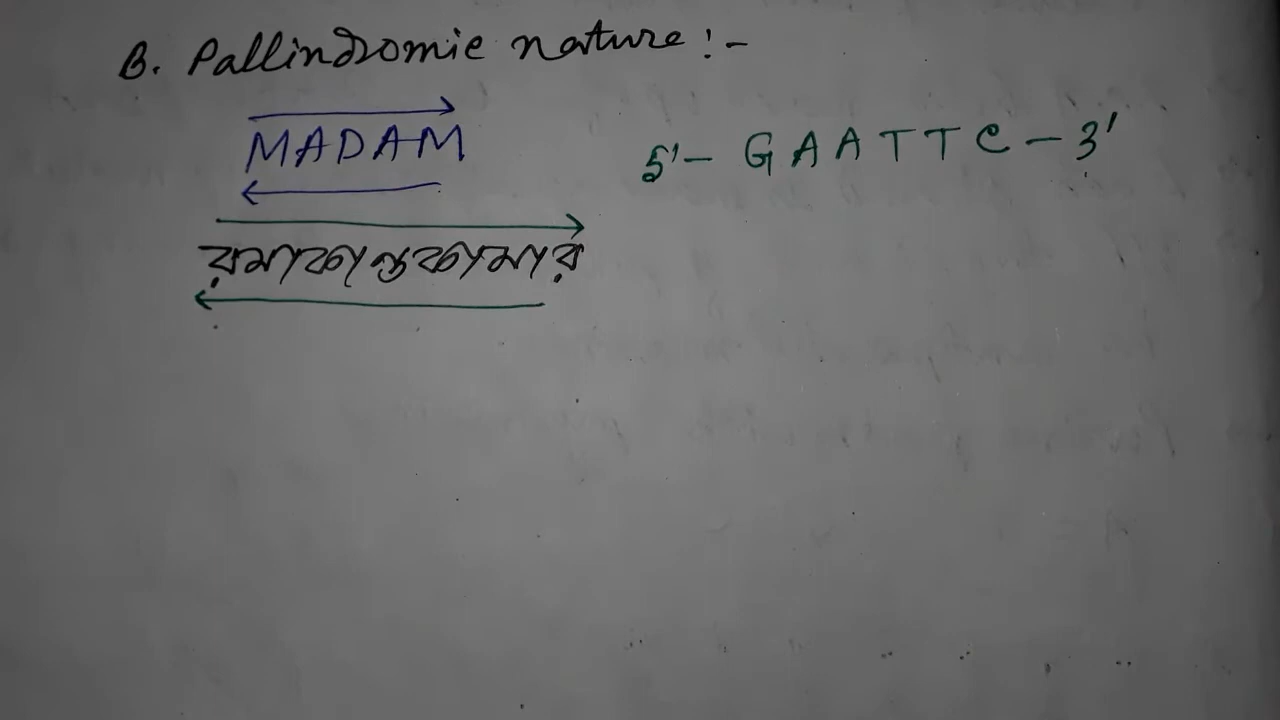 B. Pallindromic nature :-
MADAM
5'- GAATTC - 3'
রমাকান্তকামার